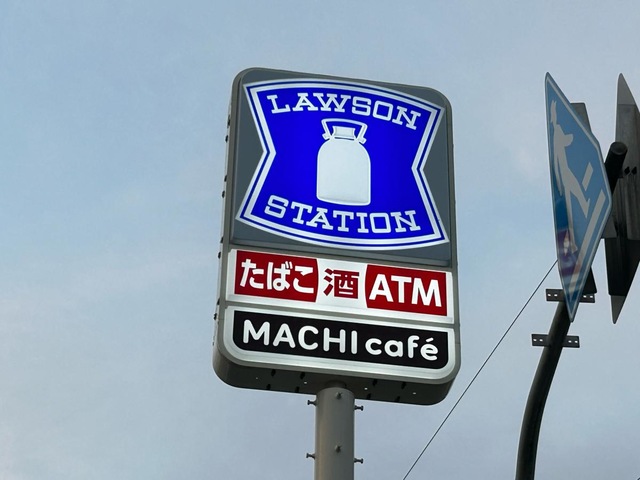 LAWSON
STATION
たばこ 酒 ATM
MACHI café